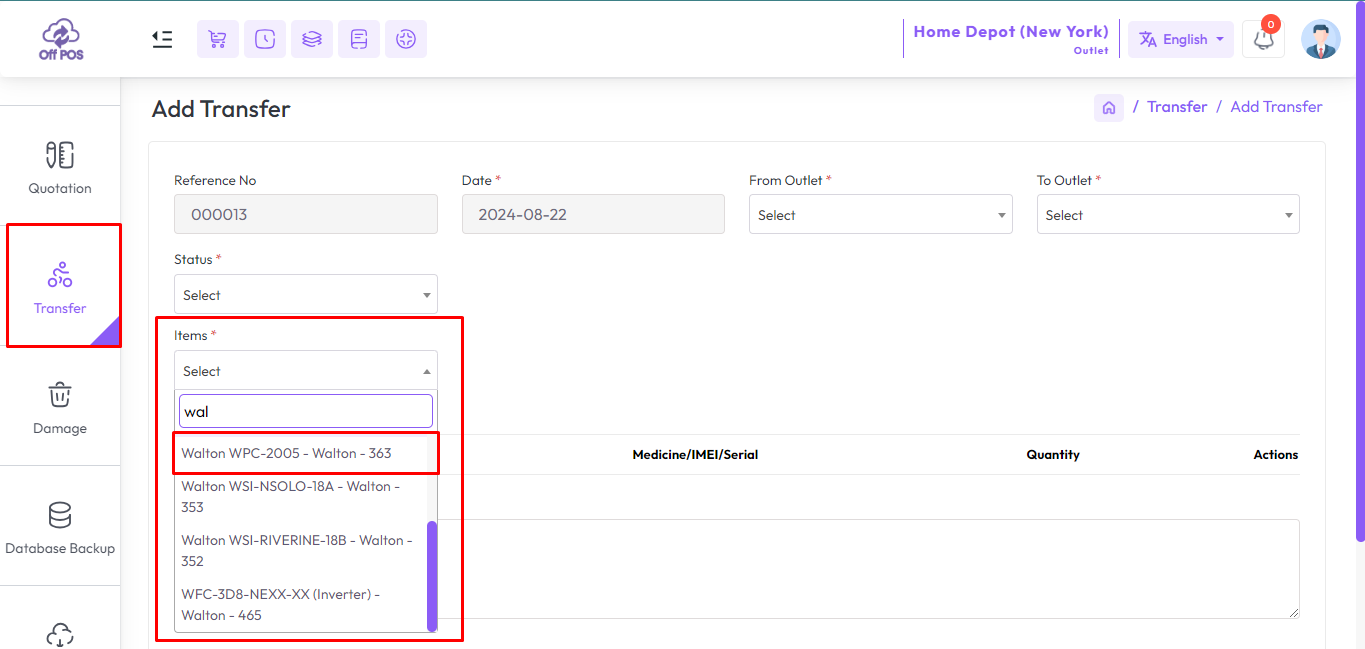 Off POS
Home Depot (New York)
Outlet
English
0
Add Transfer
/ Transfer / Add Transfer
Quotation
Transfer
Damage
Database Backup
Reference No
Date *
From Outlet *
To Outlet *
000013
2024-08-22
Select
Select
Status *
Select
Items *
Select
wal
Walton WPC-2005 - Walton - 363
Walton WSI-NSOLO-18A - Walton -
353
Walton WSI-RIVERINE-18B - Walton -
352
WFC-3D8-NEXX-XX (Inverter) -
Walton - 465
Medicine/IMEI/Serial
Quantity
Actions